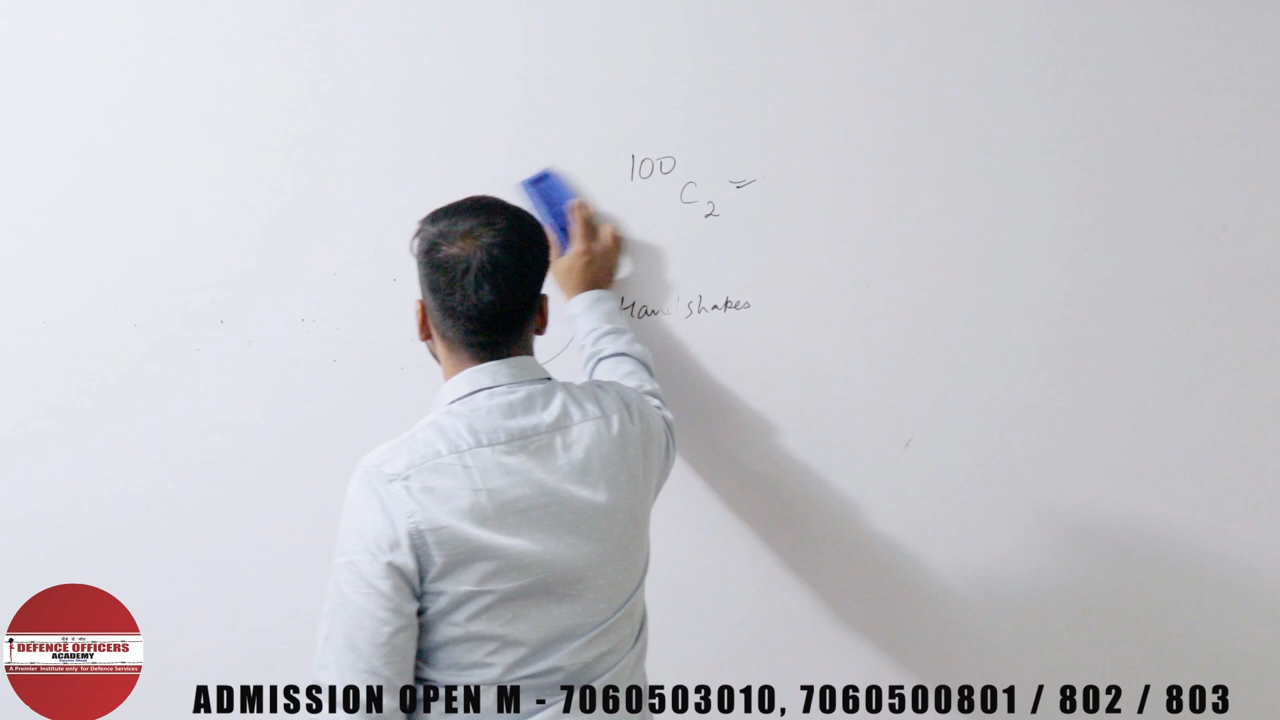 100
C2 =
Handshakes
DEFENCE OFFICERS
ACADEMY
A Premier Institute only for Defence Services
ADMISSION OPEN M - 7060503010, 7060500801 / 802 / 803